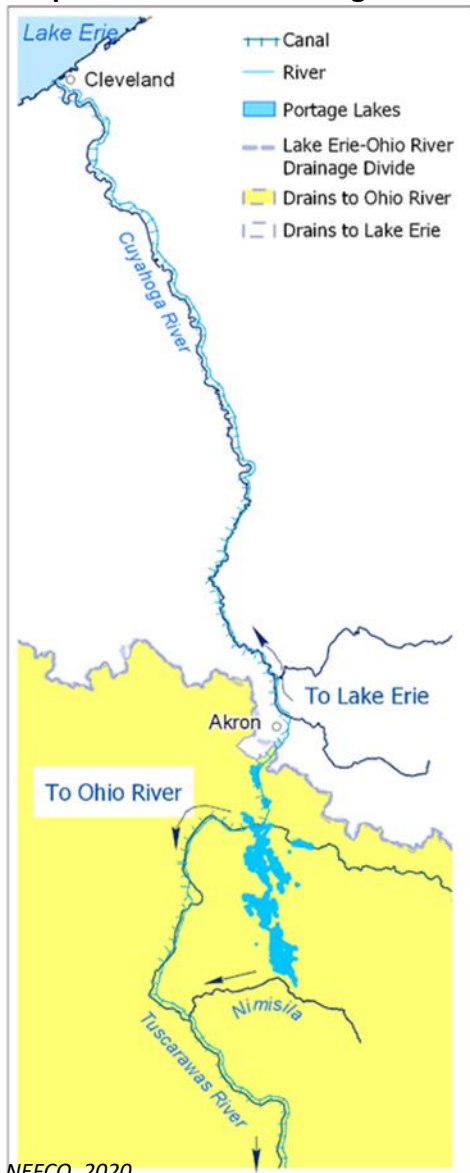 Lake Erie
Cleveland
Canal
River
Portage Lakes
Lake Erie-Ohio River
Drainage Divide
Drains to Ohio River
Drains to Lake Erie
Cuyahoga River
To Lake Erie
Akron
To Ohio River
Nimisila
Tuscarawas River
NEFCO, 2020